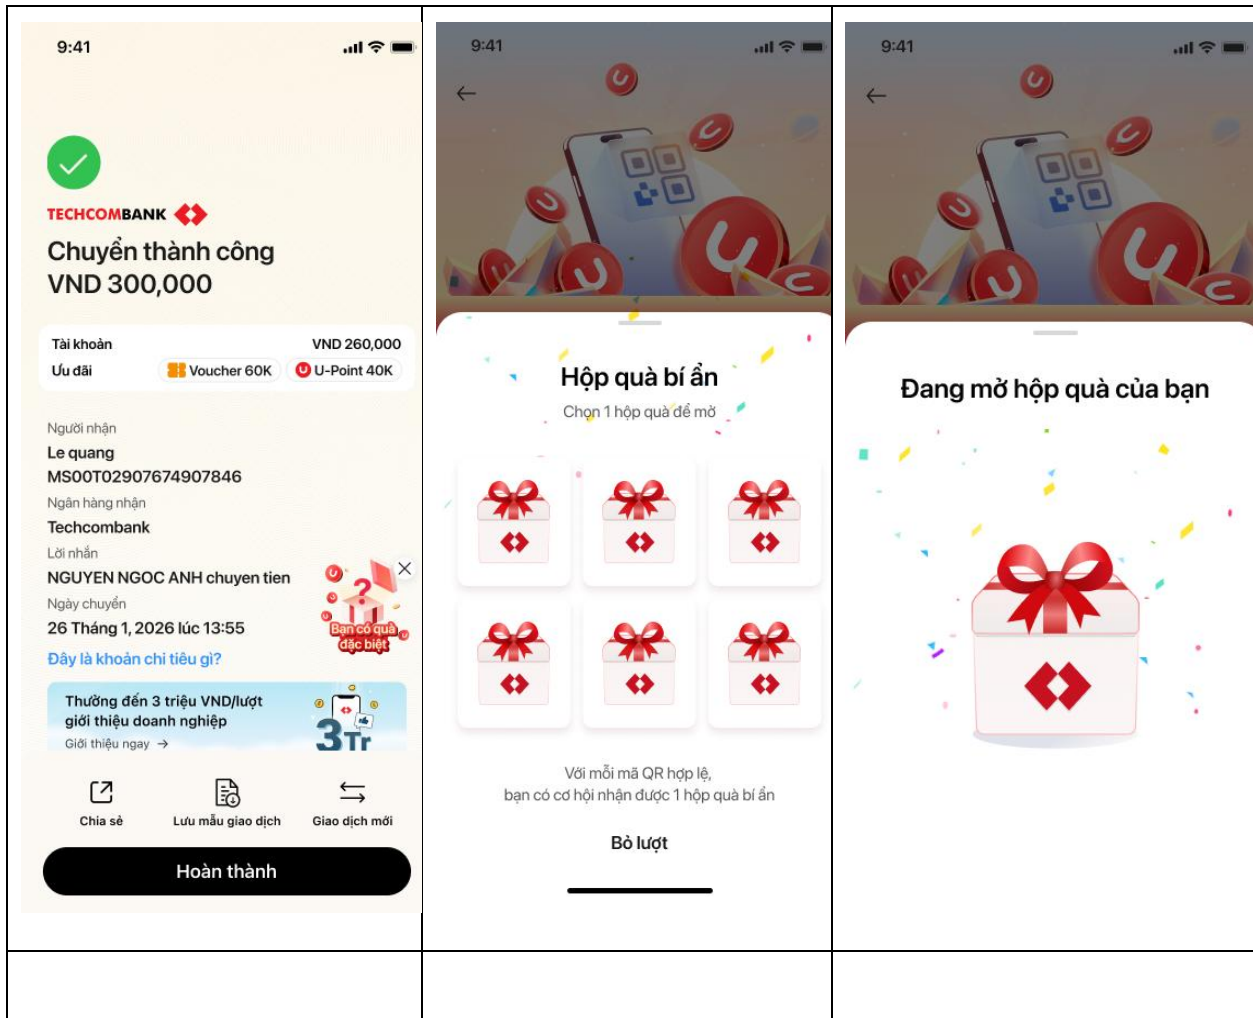 9:41
TECHCOMBANK
Chuyển thành công
VND 300,000
Tài khoản VND 260,000
Ưu đãi Voucher 60K U-Point 40K
Người nhận
Le quang
MS00T02907674907846
Ngân hàng nhận
Techcombank
Lời nhắn
NGUYEN NGOC ANH chuyen tien
Ngày chuyển
26 Tháng 1, 2026 lúc 13:55
Đây là khoản chi tiêu gì?
?
Bạn có quà
đặc biệt
Thưởng đến 3 triệu VND/lượt
giới thiệu doanh nghiệp
Giới thiệu ngay →
3Tr
Chia sẻ
Lưu mẫu giao dịch
Giao dịch mới
Hoàn thành
9:41
Hộp quà bí ẩn
Chọn 1 hộp quà để mở
Với mỗi mã QR hợp lệ,
bạn có cơ hội nhận được 1 hộp quà bí ẩn
Bỏ lượt
9:41
Đang mở hộp quà của bạn